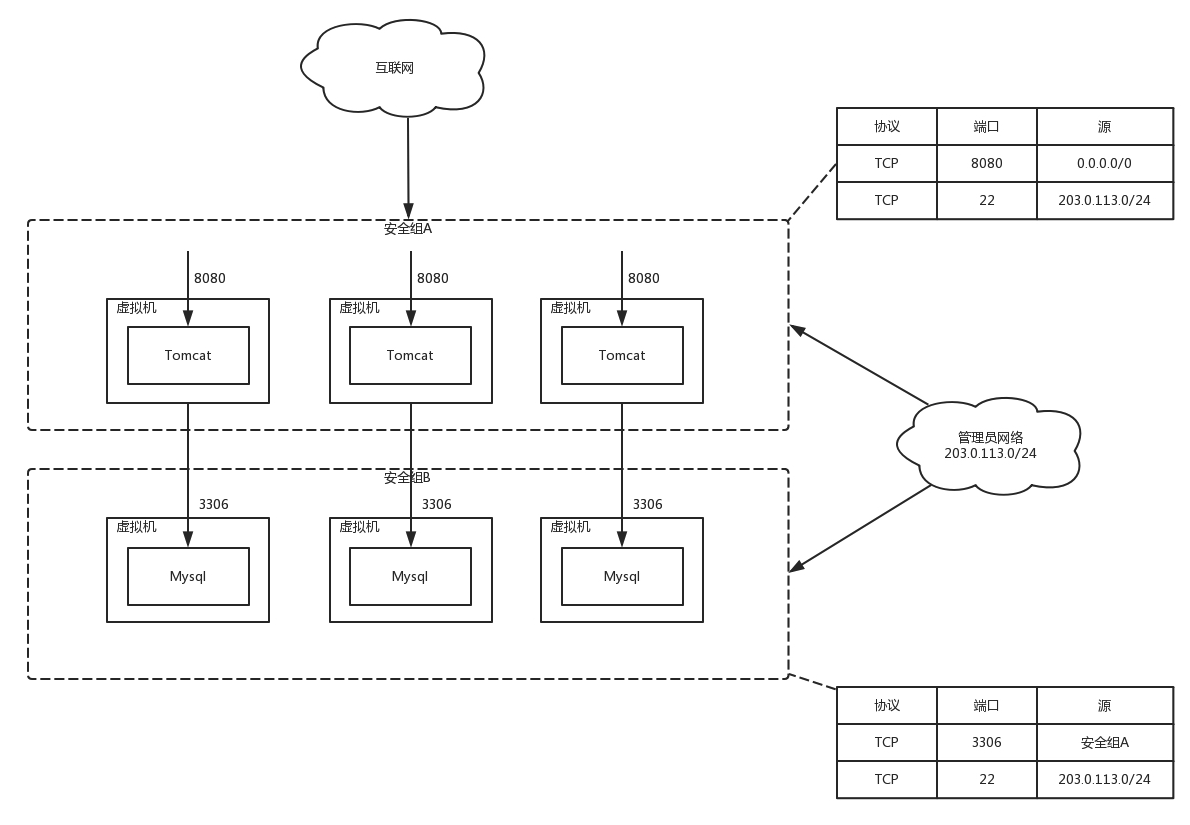 互联网
协议 端口 源
TCP 8080 0.0.0.0/0
TCP 22 203.0.113.0/24
安全组A
8080 8080 8080
虚拟机 虚拟机 虚拟机
Tomcat Tomcat Tomcat
管理员网络
203.0.113.0/24
安全组B
3306 3306 3306
虚拟机 虚拟机 虚拟机
Mysql Mysql Mysql
协议 端口 源
TCP 3306 安全组A
TCP 22 203.0.113.0/24